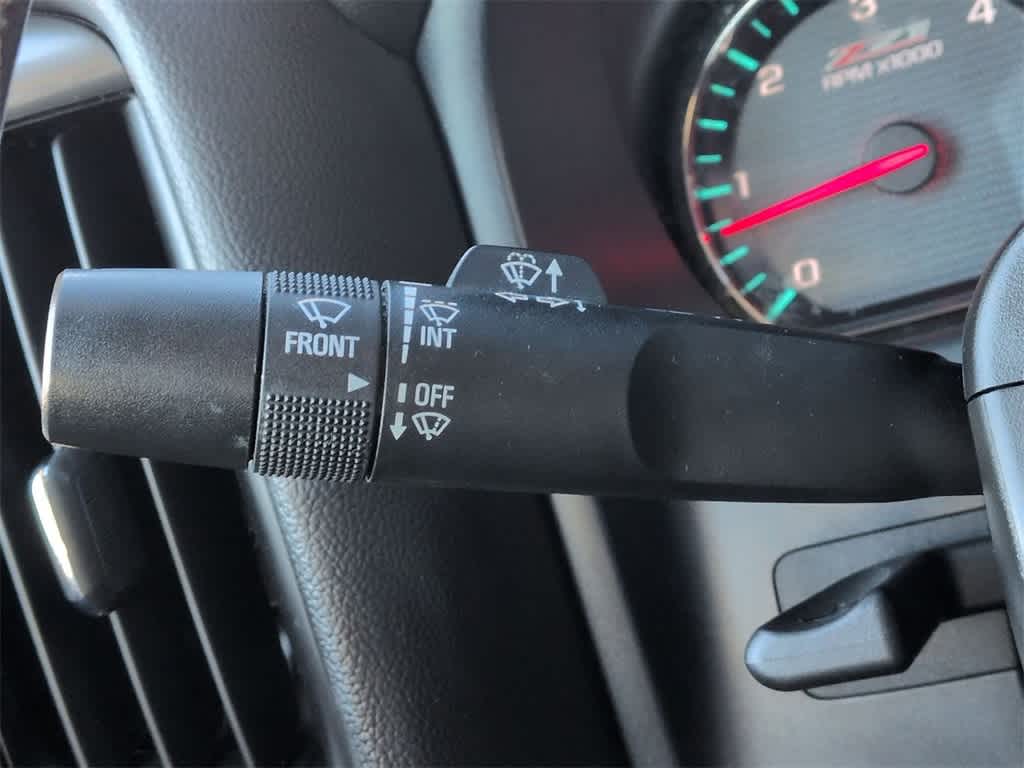 3
4
Z71
RPM X1000
2
1
0
FRONT
INT
OFF